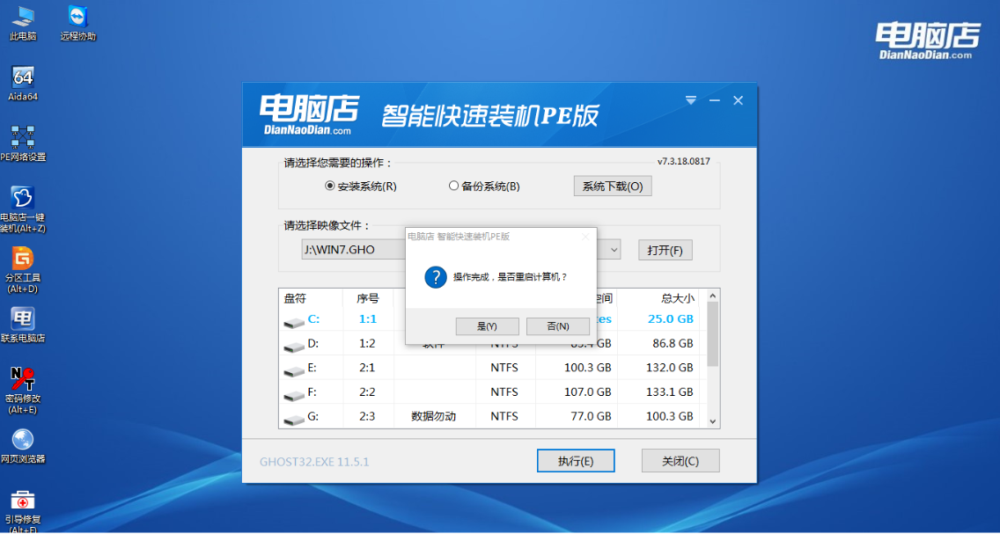 此电脑
远程协助
Aida64
PE网络设置
电脑店一键
装机(Alt+Z)
分区工具
(Alt+D)
联系电脑店
密码修改
(Alt+E)
网页浏览器
引导修复
(Alt+F)
电脑店
DianNaoDian.com
电脑店
DianNaoDian.com
智能快速装机PE版
请选择您需要的操作：
v7.3.18.0817
安装系统(R)
备份系统(B)
系统下载(O)
请选择映像文件：
J:\WIN7.GHO
打开(F)
电脑店 智能快速装机PE版
操作完成，是否重启计算机？
是(Y)
否(N)
盘符 序号 空间 总大小
C: 1:1 25.0 GB
D: 1:2 软件 NTFS 85.4 GB 86.8 GB
E: 2:1 NTFS 100.3 GB 132.0 GB
F: 2:2 NTFS 107.0 GB 133.1 GB
G: 2:3 数据勿动 NTFS 77.0 GB 100.3 GB
GHOST32.EXE 11.5.1
执行(E)
关闭(C)